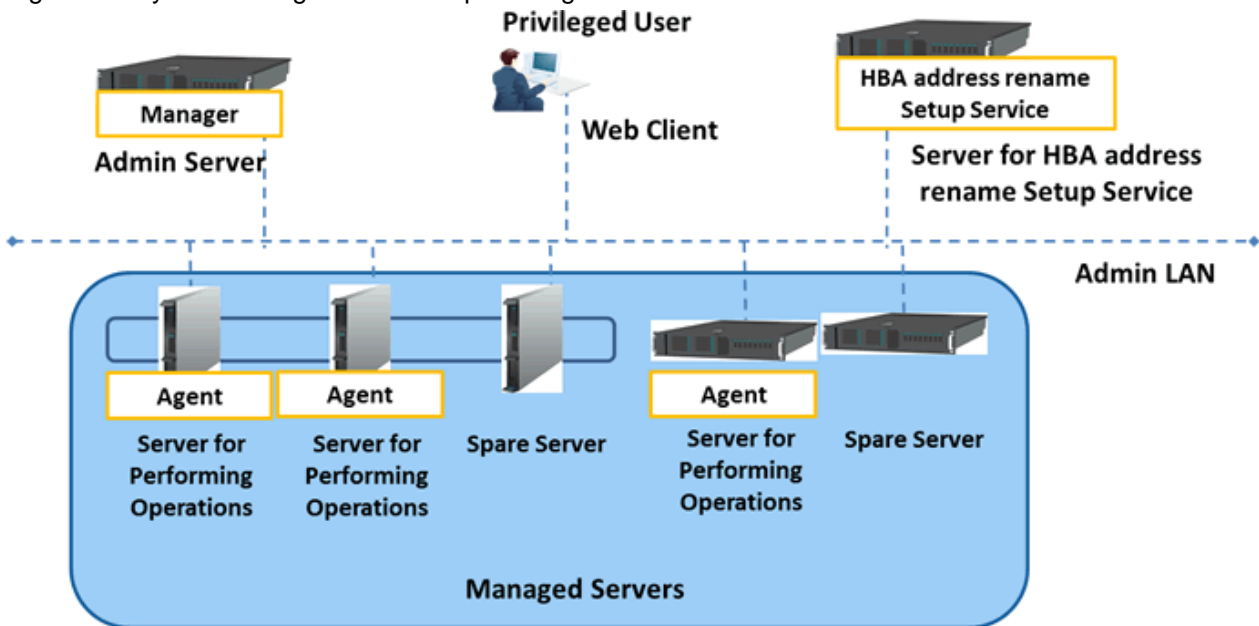 Privileged User
HBA address rename
Setup Service
Manager
Web Client
Admin Server
Server for HBA address
rename Setup Service
Admin LAN
Agent
Agent
Agent
Server for
Performing
Operations
Server for
Performing
Operations
Spare Server
Server for
Performing
Operations
Spare Server
Managed Servers